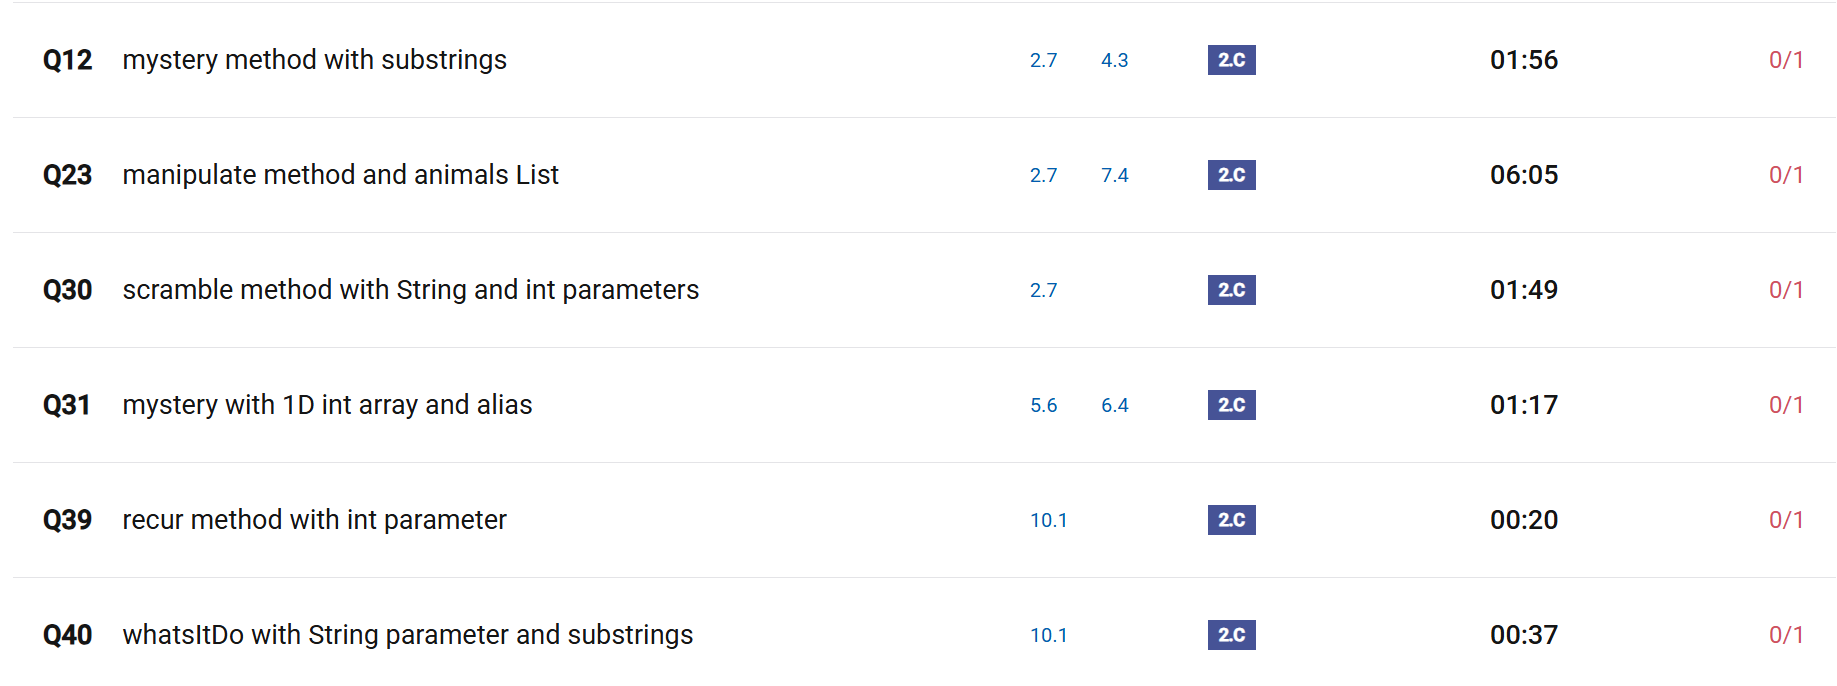 Q12 mystery method with substrings 2.7 4.3 2.C 01:56 0/1
Q23 manipulate method and animals List 2.7 7.4 2.C 06:05 0/1
Q30 scramble method with String and int parameters 2.7 2.C 01:49 0/1
Q31 mystery with 1D int array and alias 5.6 6.4 2.C 01:17 0/1
Q39 recur method with int parameter 10.1 2.C 00:20 0/1
Q40 whatsItDo with String parameter and substrings 10.1 2.C 00:37 0/1